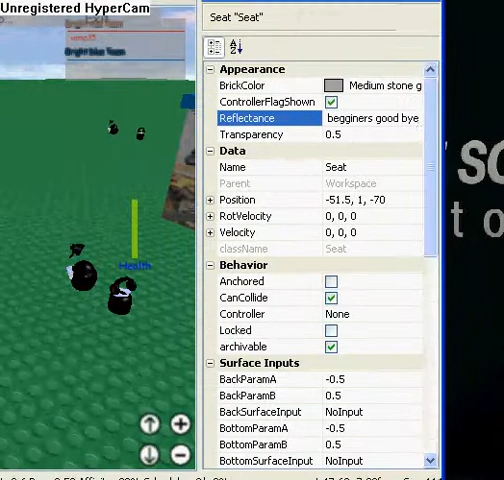 Unregistered HyperCam
Bright blue Team
Health
Seat "Seat"
Appearance
BrickColor Medium stone g
ControllerFlagShown
Reflectance begginers good bye
Transparency 0.5
Data
Name Seat
Parent Workspace
Position -51.5, 1, -70
RotVelocity 0, 0, 0
Velocity 0, 0, 0
className Seat
Behavior
Anchored
CanCollide
Controller None
Locked
archivable
Surface Inputs
BackParamA -0.5
BackParamB 0.5
BackSurfaceInput NoInput
BottomParamA -0.5
BottomParamB 0.5
BottomSurfaceInput NoInput
so
t o